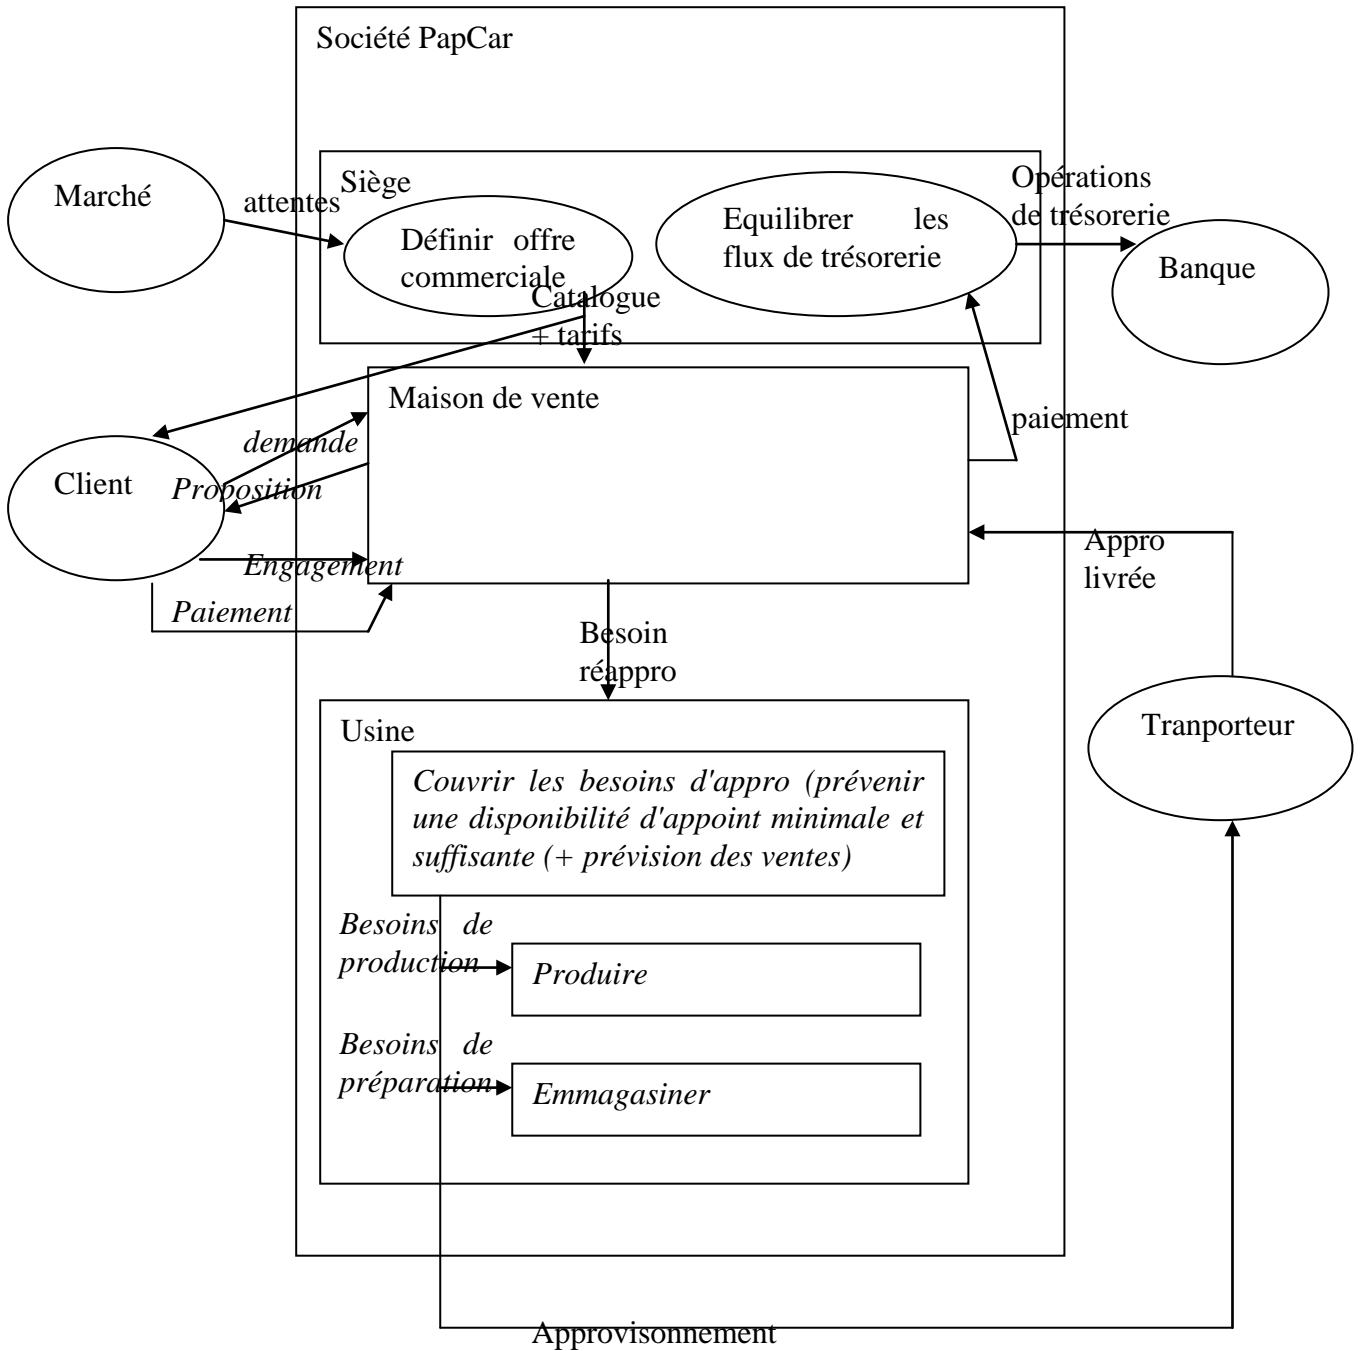 Société PapCar
Marché
attentes
Siège
Définir offre
commerciale
Equilibrer les
flux de trésorerie
Opérations
de trésorerie
Banque
Catalogue
+ tarifs
Maison de vente
paiement
demande
Client
Proposition
Engagement
Paiement
Appro
livrée
Besoin
réappro
Tranporteur
Usine
Couvrir les besoins d'appro (prévenir
une disponibilité d'appoint minimale et
suffisante (+ prévision des ventes)
Besoins de
production
Produire
Besoins de
préparation
Emmagasiner
Approvisonnement